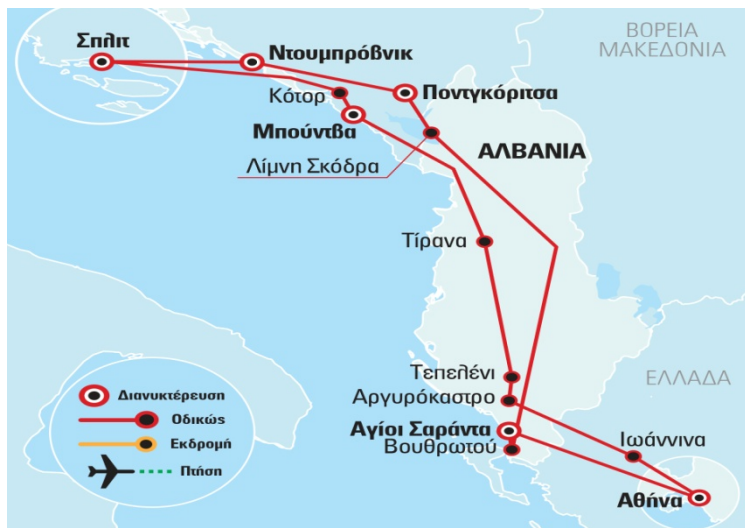 ΒΟΡΕΙΑ
ΜΑΚΕΔΟΝΙΑ
Σπλιτ
Ντουμπρόβνικ
Κότορ
Ποντγκόριτσα
Μπούντβα
ΑΛΒΑΝΙΑ
Λίμνη Σκόδρα
Τίρανα
Τεπελένι
ΕΛΛΑΔΑ
Αργυρόκαστρο
Αγίοι Σαράντα
Ιωάννινα
Βουθρωτού
Αθήνα
Διανυκτέρευση
Οδικώς
Εκδρομή
Πτήση